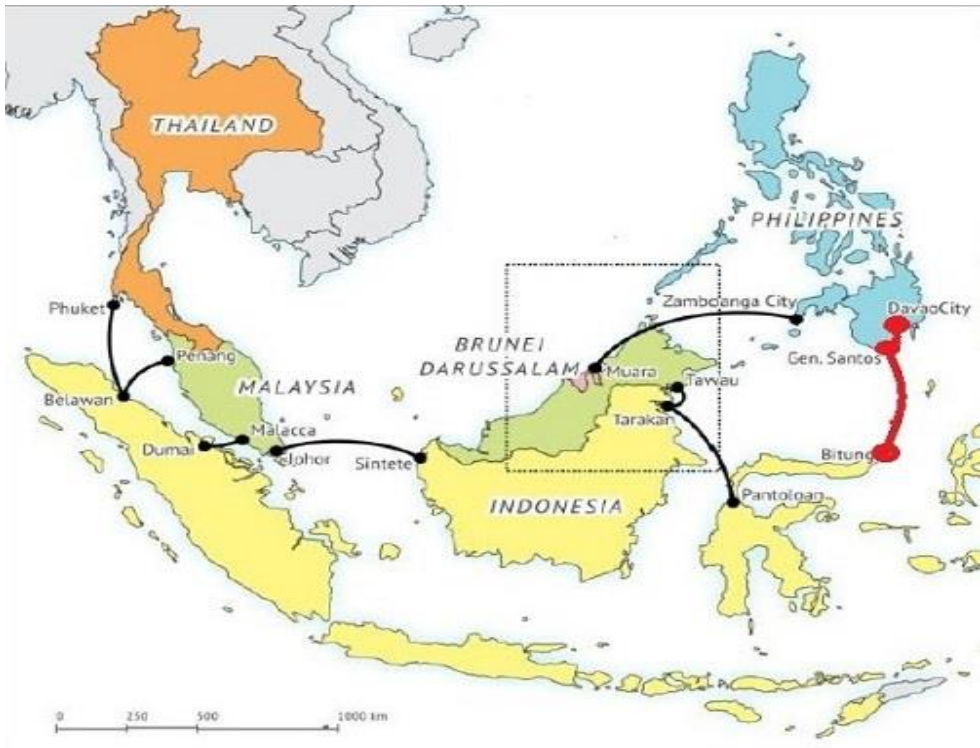 THAILAND
PHILIPPINES
Phuket
Zamboanga City
DavaoCity
BRUNEI
DARUSSALAM
Gen. Santos
Penang
MALAYSIA
Muara
Tawau
Belawan
Tarakan
Malacca
Dumai
Johor
Sintete
Bitung
INDONESIA
Pantoloan
0 250 500 1000 km